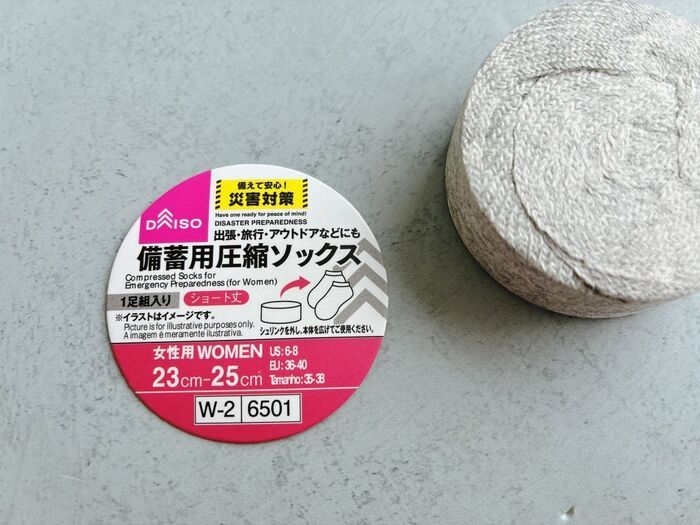 DAISO
備えて安心!
災害対策
Have one ready for peace of mind!
DISASTER PREPAREDNESS
出張・旅行・アウトドアなどにも
備蓄用圧縮ソックス
Compressed Socks for
Emergency Preparedness (for Women)
1足組入り ショート丈
※イラストはイメージです。
Picture is for illustrative purposes only.
A imagem é meramente ilustrativa.
シュリンクを外し、本体を広げてご使用ください。
女性用 WOMEN
23cm-25cm
US: 6-8
EU: 36-40
Tamanho: 35-38
W-2 6501